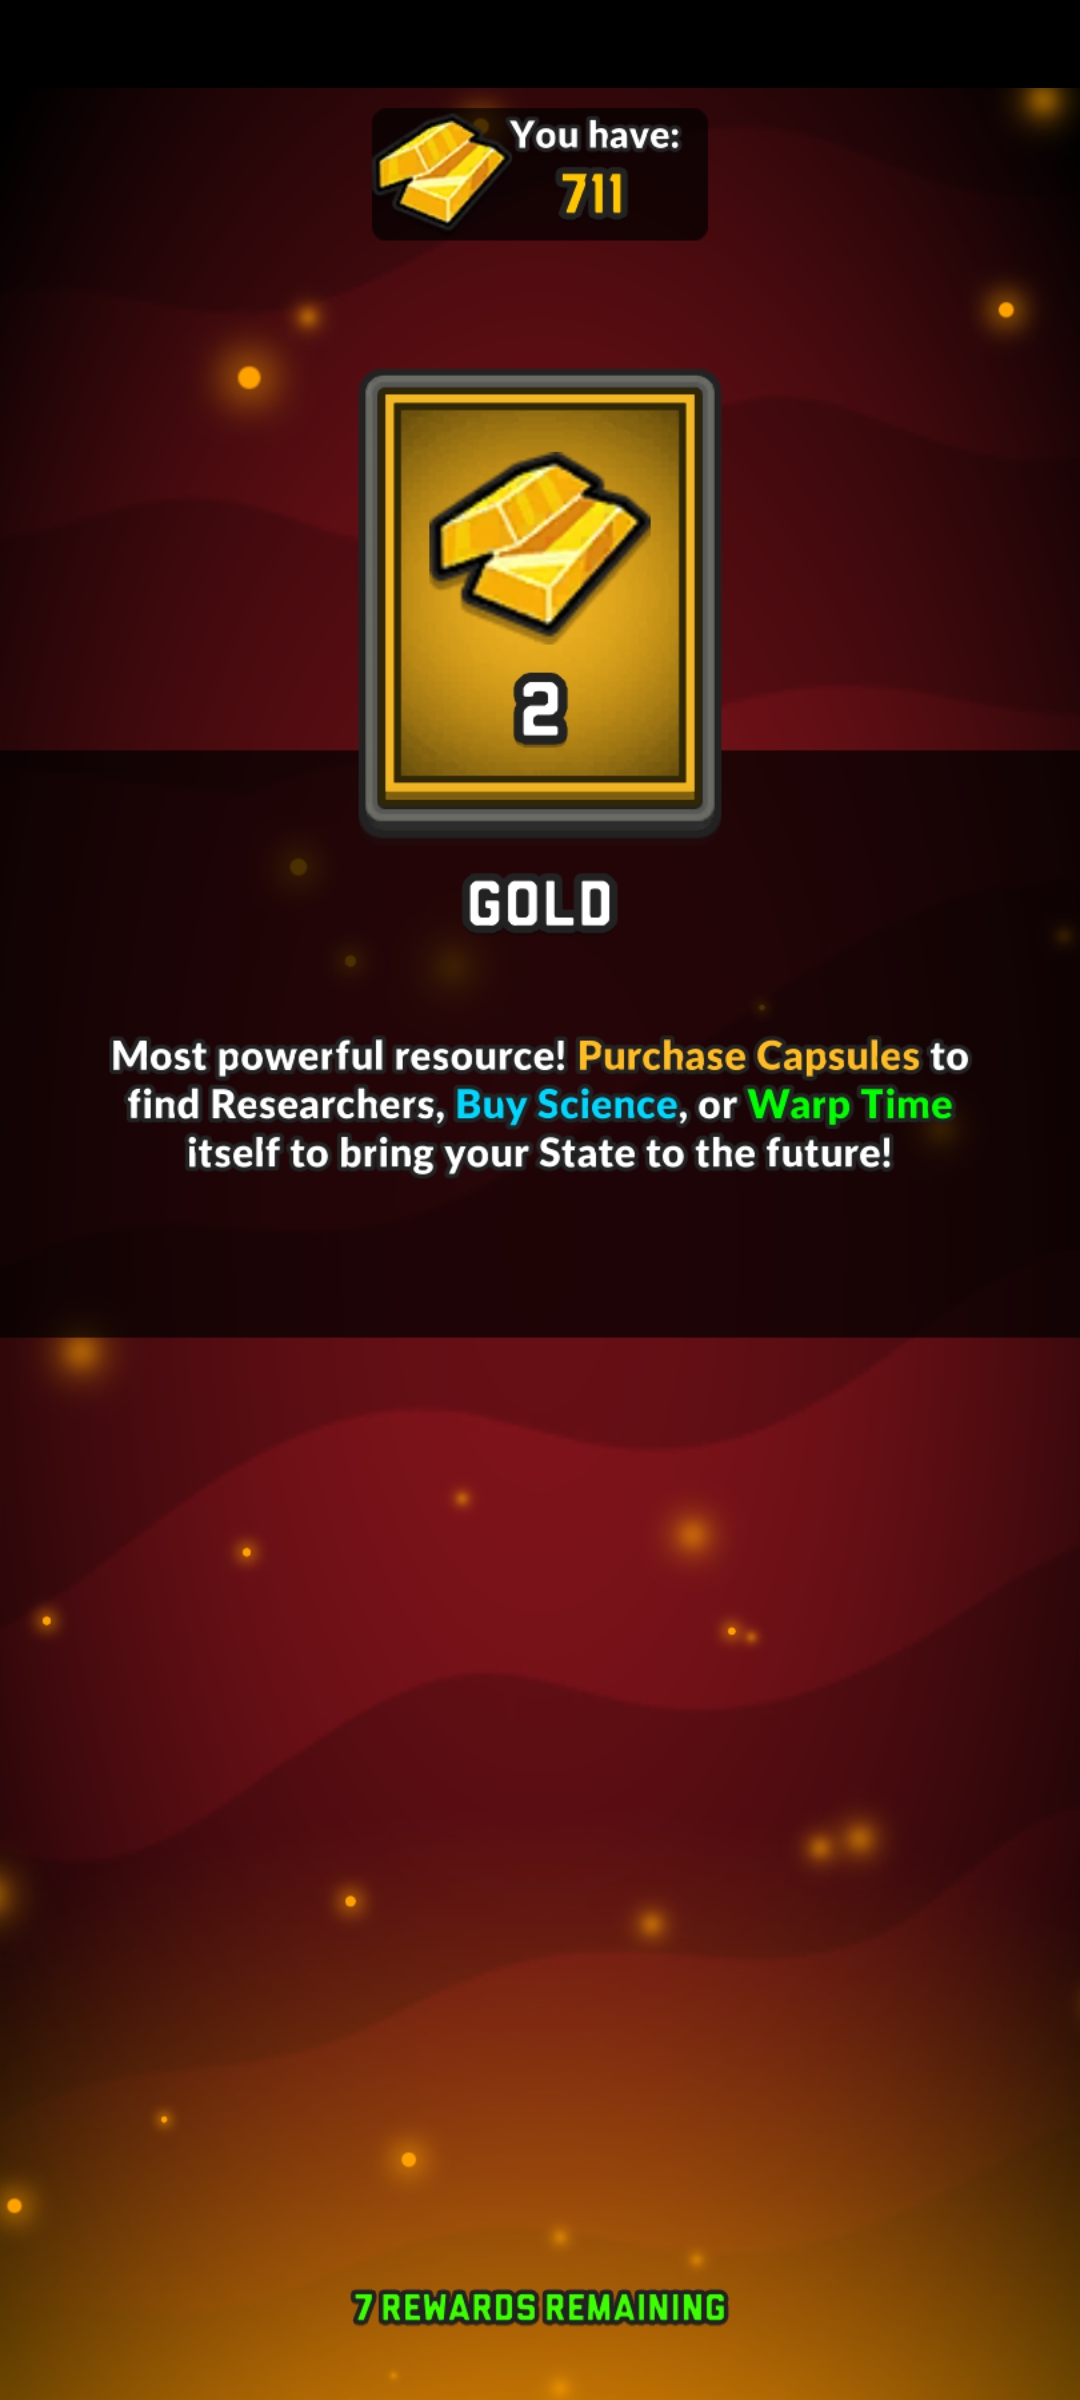 You have:
711
2
GOLD
Most powerful resource! Purchase Capsules to
find Researchers, Buy Science, or Warp Time
itself to bring your State to the future!
7 REWARDS REMAINING